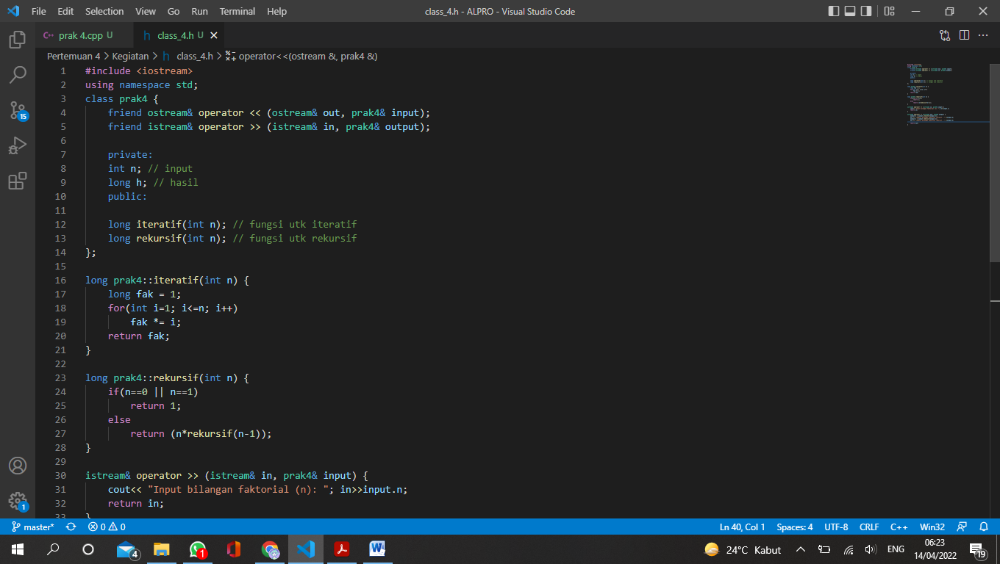 File Edit Selection View Go Run Terminal Help class_4.h - ALPRO - Visual Studio Code
prak 4.cpp U class_4.h U
Pertemuan 4 > Kegiatan > class_4.h > operator<<(ostream &, prak4 &)
1 #include <iostream>
2 using namespace std;
3 class prak4 {
4 friend ostream& operator << (ostream& out, prak4& input);
5 friend istream& operator >> (istream& in, prak4& output);
6
7 private:
8 int n; // input
9 long h; // hasil
10 public:
11
12 long iteratif(int n); // fungsi utk iteratif
13 long rekursif(int n); // fungsi utk rekursif
14 };
15
16 long prak4::iteratif(int n) {
17 long fak = 1;
18 for(int i=1; i<=n; i++)
19 fak *= i;
20 return fak;
21 }
22
23 long prak4::rekursif(int n) {
24 if(n==0 || n==1)
25 return 1;
26 else
27 return (n*rekursif(n-1));
28 }
29
30 istream& operator >> (istream& in, prak4& input) {
31 cout<< "Input bilangan faktorial (n): "; in>>input.n;
32 return in;
33 }
15
1
master* 0 0 Ln 40, Col 1 Spaces: 4 UTF-8 CRLF C++ Win32
4 1 24°C Kabut ENG 06:23 14/04/2022 19